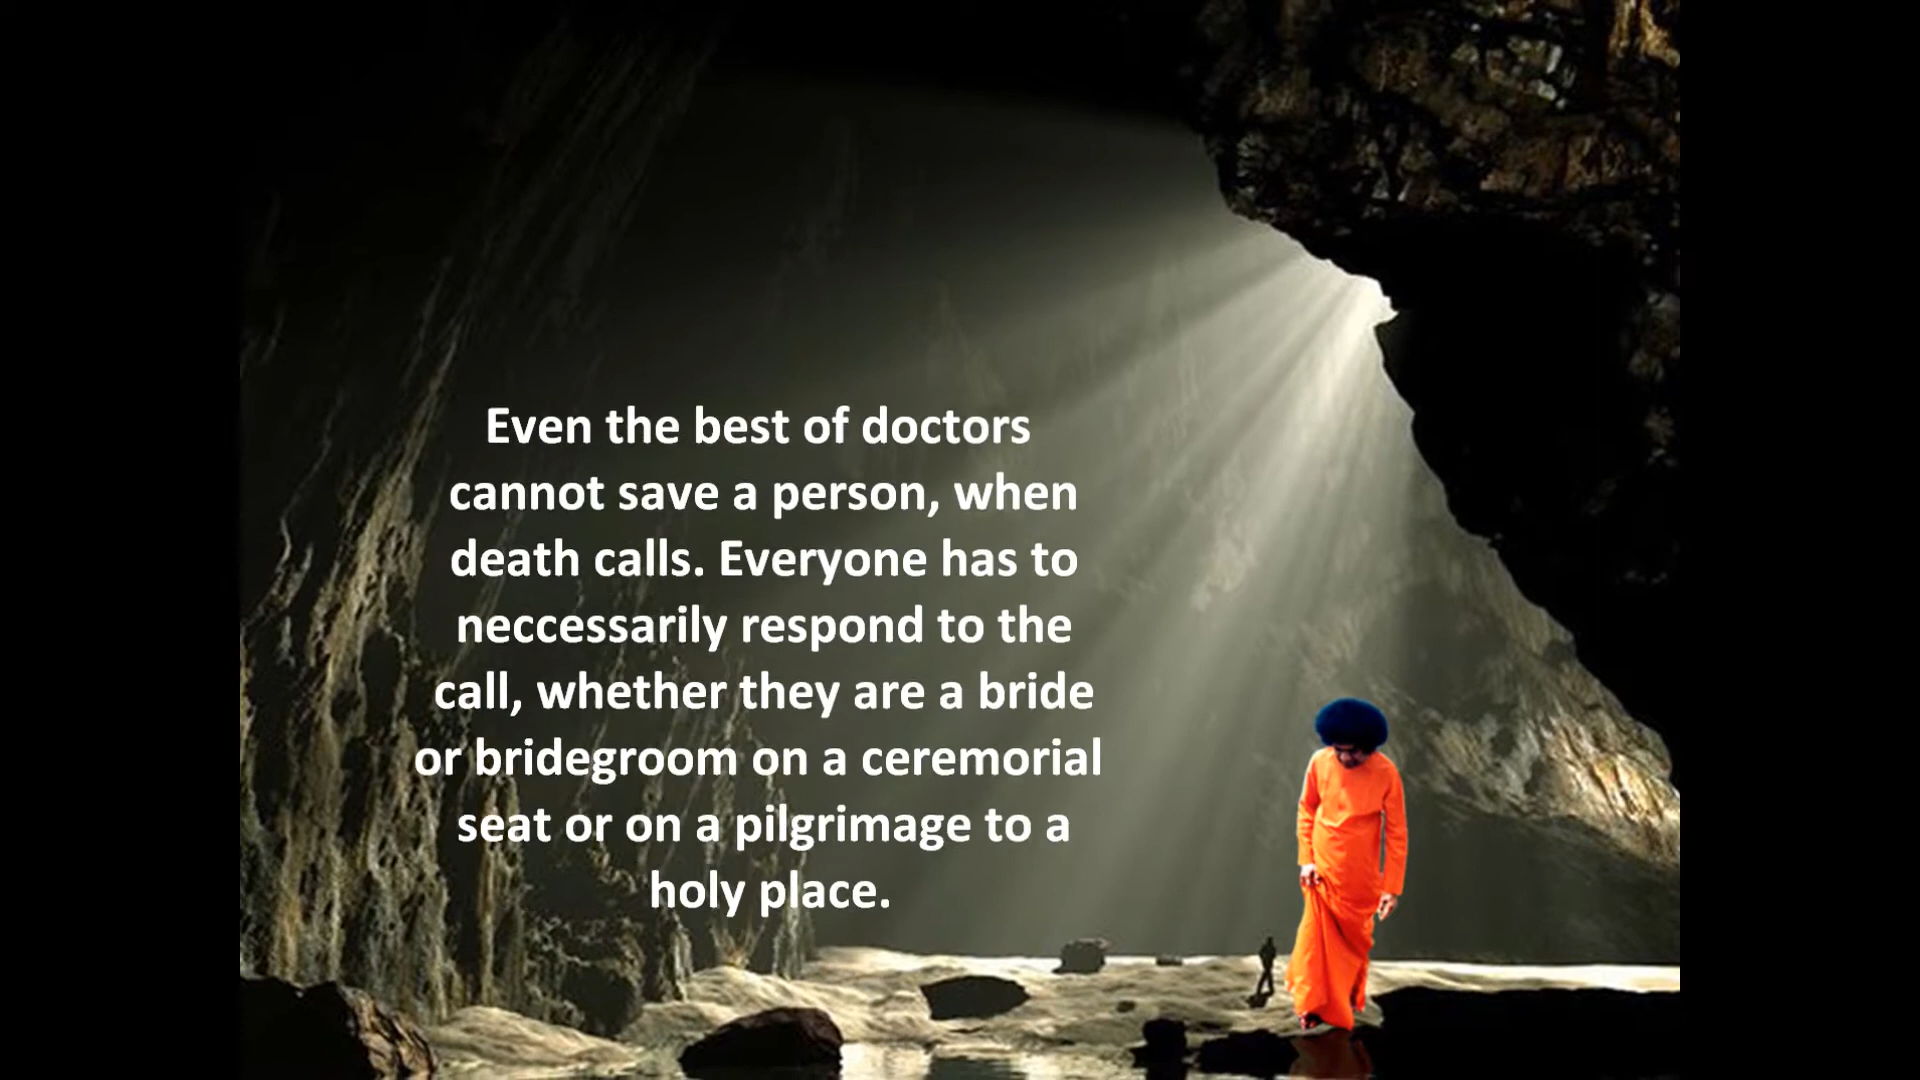 Even the best of doctors
cannot save a person, when
death calls. Everyone has to
neccessarily respond to the
call, whether they are a bride
or bridegroom on a ceremorial
seat or on a pilgrimage to a
holy place.